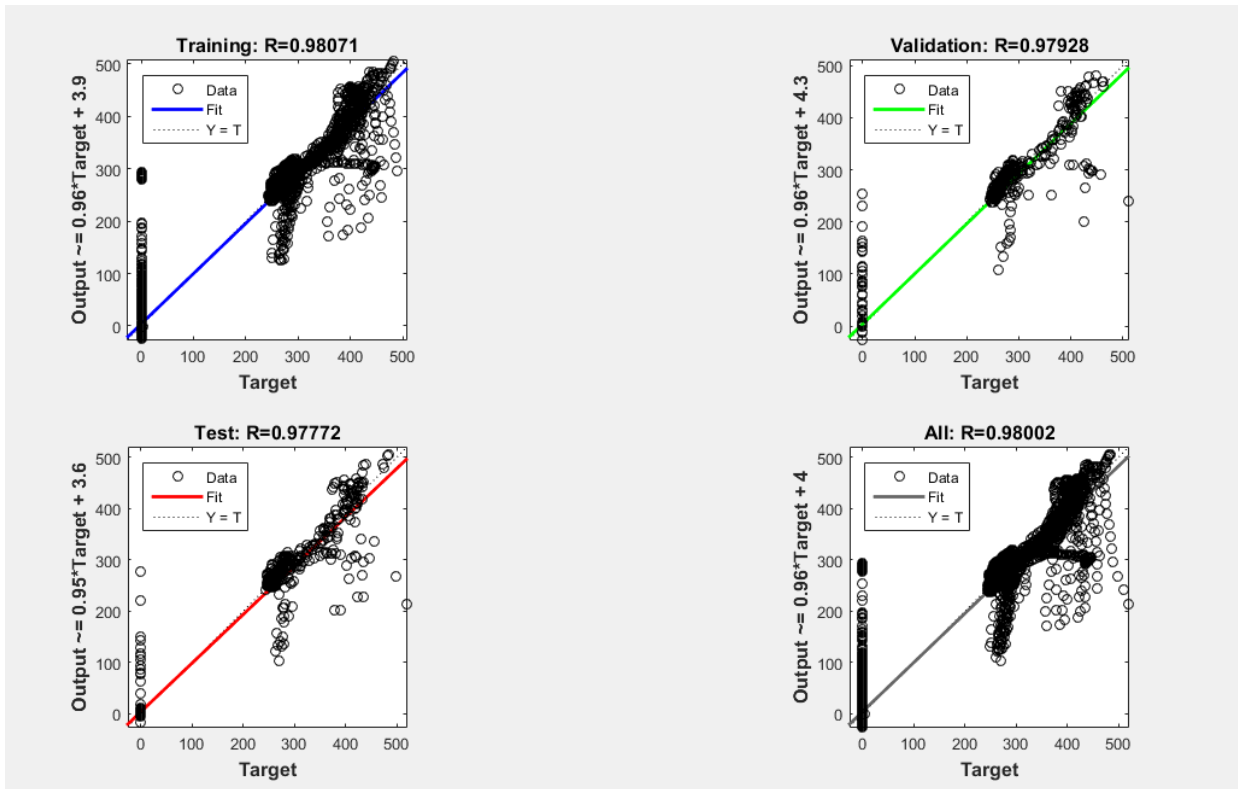 Training: R=0.98071
Output ~= 0.96*Target + 3.9
500
400
300
200
100
0
Data
Fit
Y = T
0 100 200 300 400 500
Target
Validation: R=0.97928
Output ~= 0.96*Target + 4.3
500
400
300
200
100
0
Data
Fit
Y = T
0 100 200 300 400 500
Target
Test: R=0.97772
Output ~= 0.95*Target + 3.6
500
400
300
200
100
0
Data
Fit
Y = T
0 100 200 300 400 500
Target
All: R=0.98002
Output ~= 0.96*Target + 4
500
400
300
200
100
0
Data
Fit
Y = T
0 100 200 300 400 500
Target